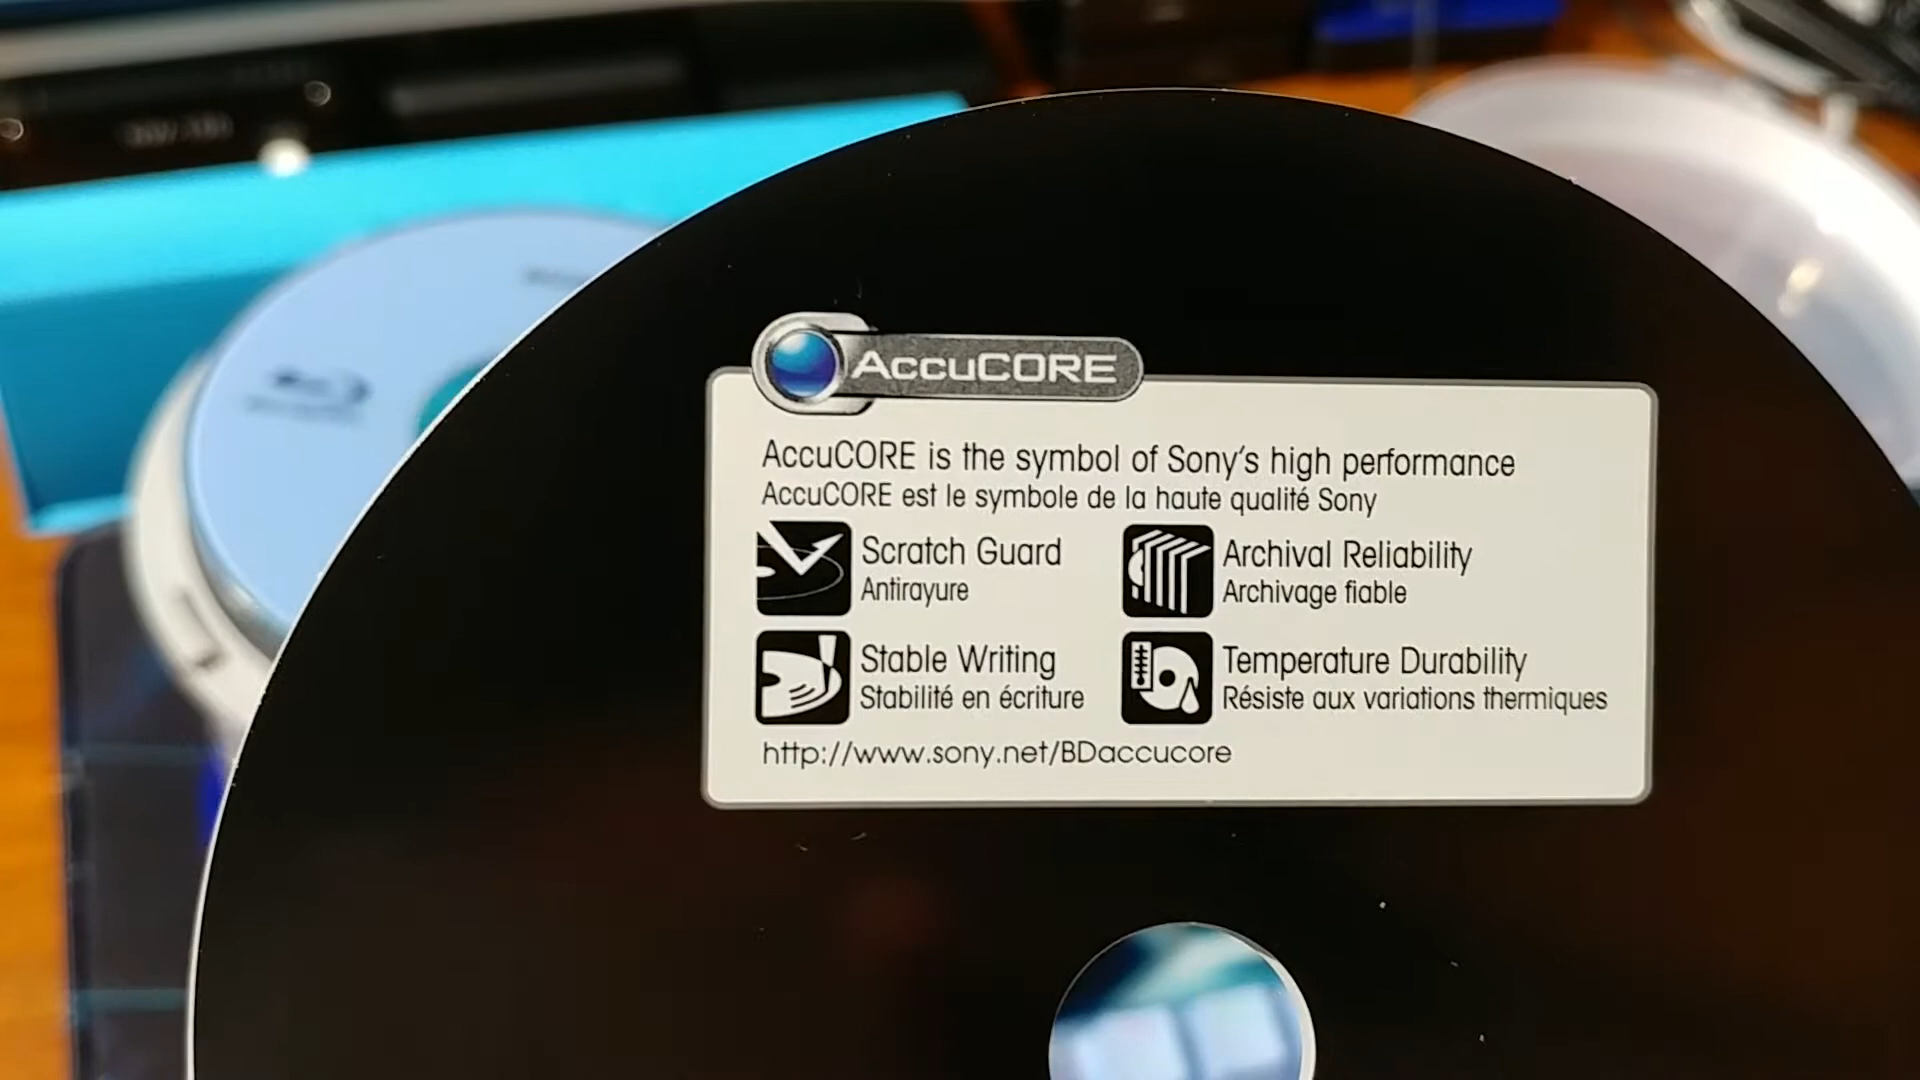 AccuCORE
AccuCORE is the symbol of Sony's high performance
AccuCORE est le symbole de la haute qualité Sony
Scratch Guard
Antirayure
Archival Reliability
Archivage fiable
Stable Writing
Stabilité en écriture
Temperature Durability
Résiste aux variations thermiques
http://www.sony.net/BDaccucore